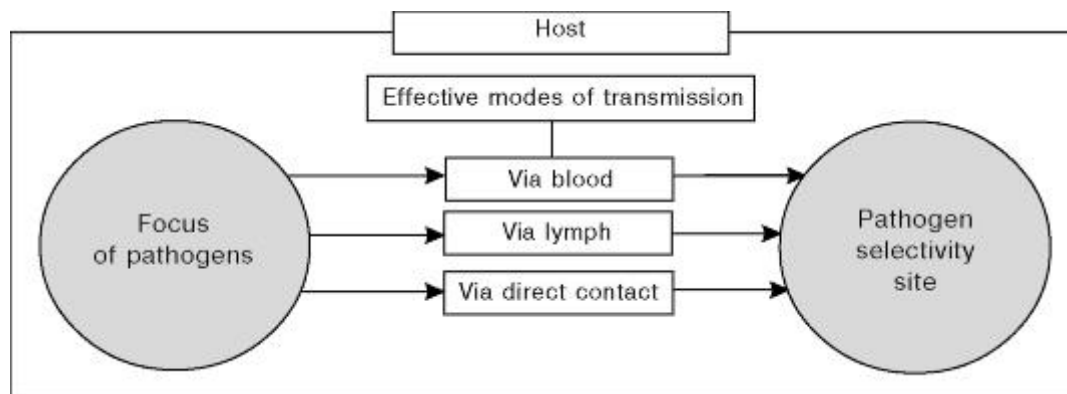 Host
Effective modes of transmission
Via blood
Focus
of pathogens
Via lymph
Via direct contact
Pathogen
selectivity
site